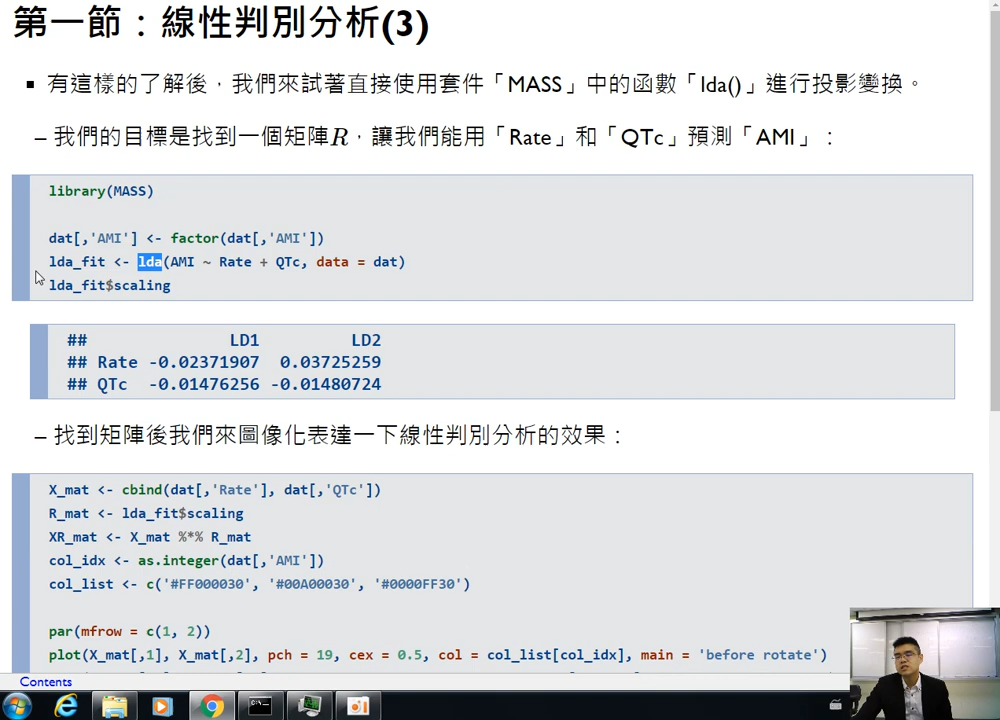 第一節：線性判別分析(3)
▪ 有這樣的了解後，我們來試著直接使用套件「MASS」中的函數「lda()」進行投影變換。
– 我們的目標是找到一個矩陣R，讓我們能用「Rate」和「QTc」預測「AMI」：
library(MASS)
dat[,'AMI'] <- factor(dat[,'AMI'])
lda_fit <- lda(AMI ~ Rate + QTc, data = dat)
lda_fit$scaling
## LD1 LD2
## Rate -0.02371907 0.03725259
## QTc -0.01476256 -0.01480724
– 找到矩陣後我們來圖像化表達一下線性判別分析的效果：
X_mat <- cbind(dat[,'Rate'], dat[,'QTc'])
R_mat <- lda_fit$scaling
XR_mat <- X_mat %*% R_mat
col_idx <- as.integer(dat[,'AMI'])
col_list <- c('#FF000030', '#00A00030', '#0000FF30')
par(mfrow = c(1, 2))
plot(X_mat[,1], X_mat[,2], pch = 19, cex = 0.5, col = col_list[col_idx], main = 'before rotate')
Contents